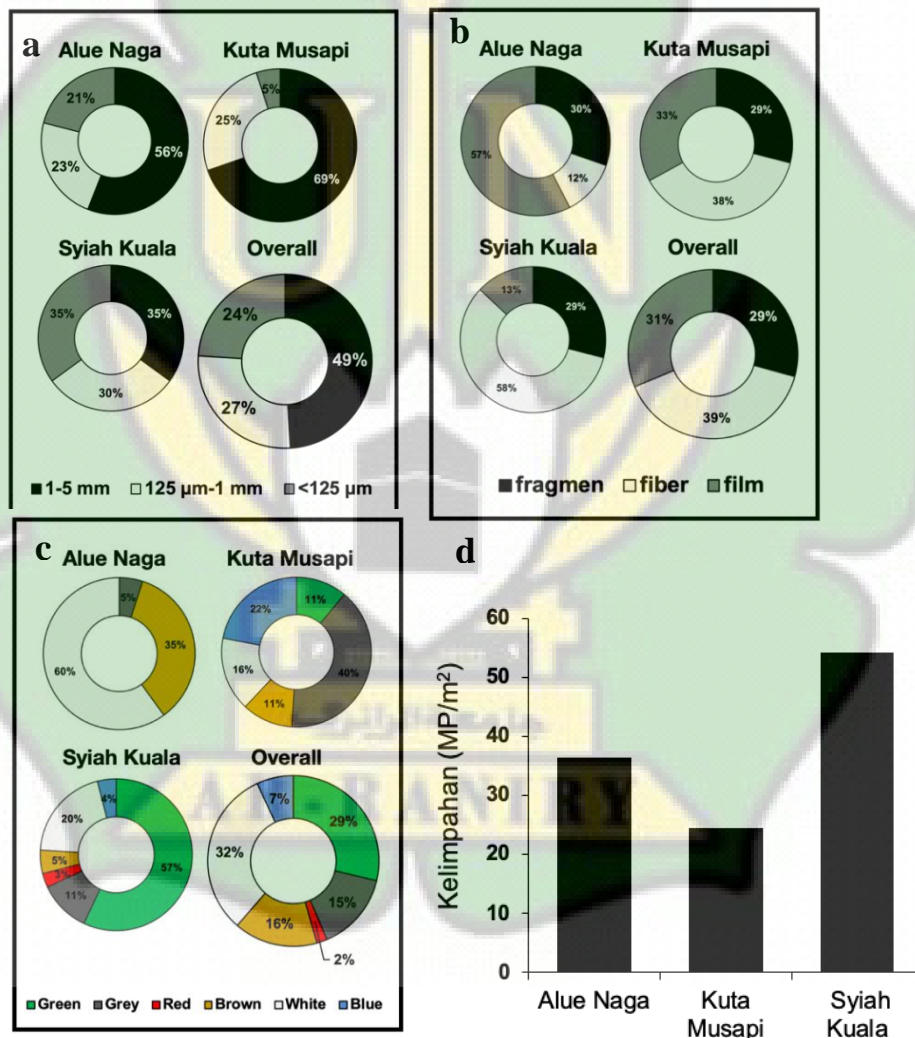 a
Alue Naga
21%
56%
23%
Kuta Musapi
5%
25%
69%
Syiah Kuala
35%
35%
30%
Overall
24%
49%
27%
1-5 mm 125 µm-1 mm <125 µm
b
Alue Naga
30%
57%
12%
Kuta Musapi
33%
29%
38%
Syiah Kuala
13%
29%
58%
Overall
31%
29%
39%
fragmen fiber film
c
Alue Naga
5%
35%
60%
Kuta Musapi
22%
11%
16%
40%
11%
Syiah Kuala
4%
20%
57%
5%
3%
11%
Overall
7%
29%
32%
15%
16%
2%
Green Grey Red Brown White Blue
d
Kelimpahan (MP/m²)
60
50
40
30
20
10
0
Alue Naga
Kuta
Musapi
Syiah
Kuala
U I N
AR-RANIRY